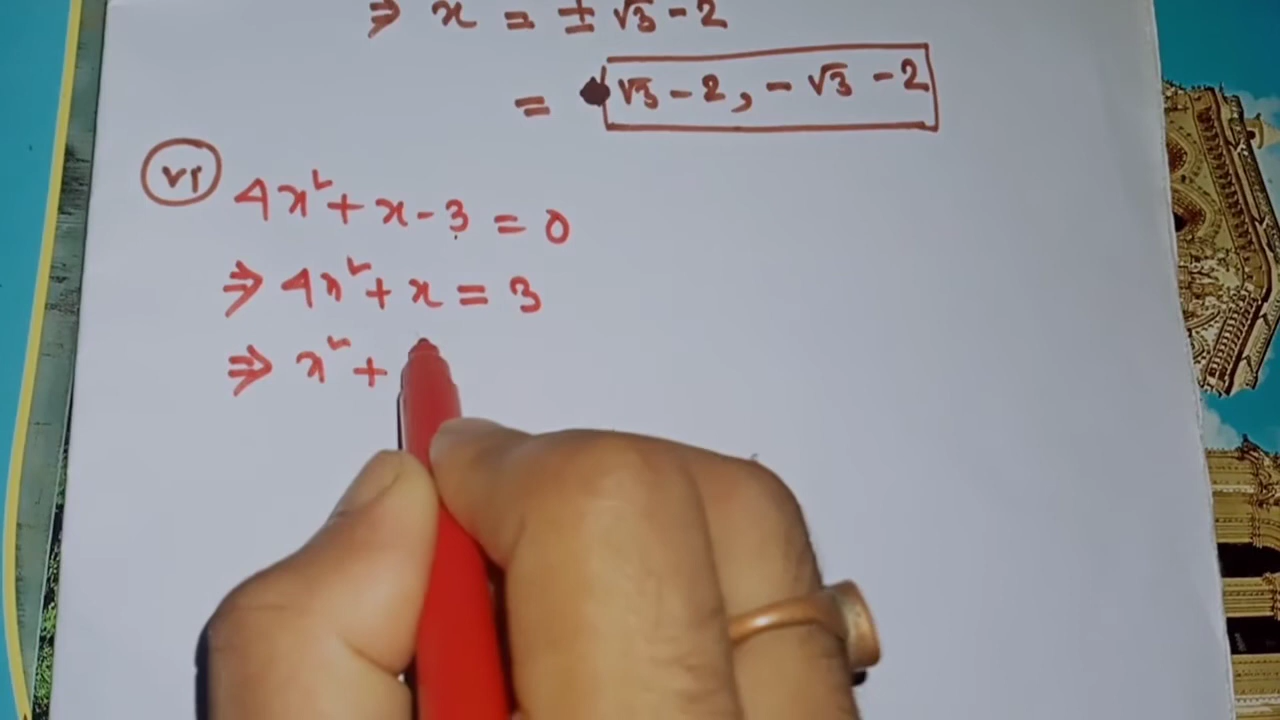 ⇒ x = ± √3 - 2
= √3 - 2, - √3 - 2
vi 4x² + x - 3 = 0
⇒ 4x² + x = 3
⇒ x² +